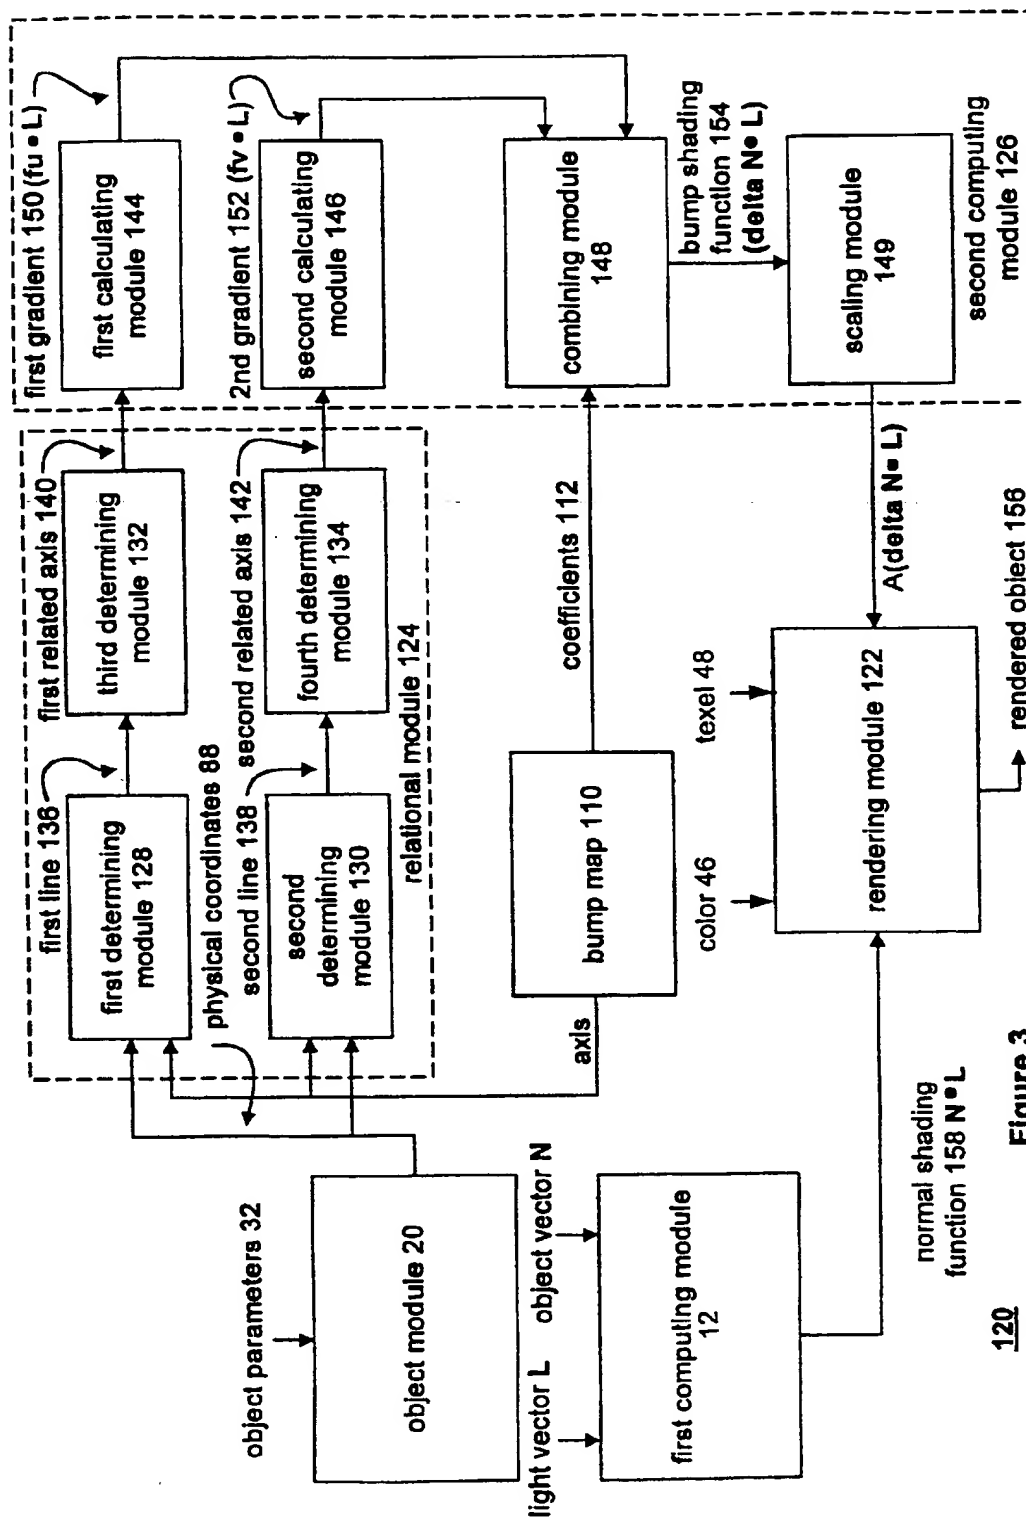 object parameters 32
object module 20
light vector L
object vector N
first computing module
12
normal shading
function 158 N•L
120
Figure 3
physical coordinates 88
first line 136
first determining
module 128
second line 138
second
determining
module 130
first related axis 140
third determining
module 132
second related axis 142
fourth determining
module 134
relational module 124
axis
bump map 110
coefficients 112
color 46
texel 48
rendering module 122
rendered object 156
A(delta N• L)
first gradient 150 (fu • L)
first calculating
module 144
2nd gradient 152 (fv • L)
second calculating
module 146
combining module
148
bump shading
function 154
(delta N• L)
scaling module
149
second computing
module 126